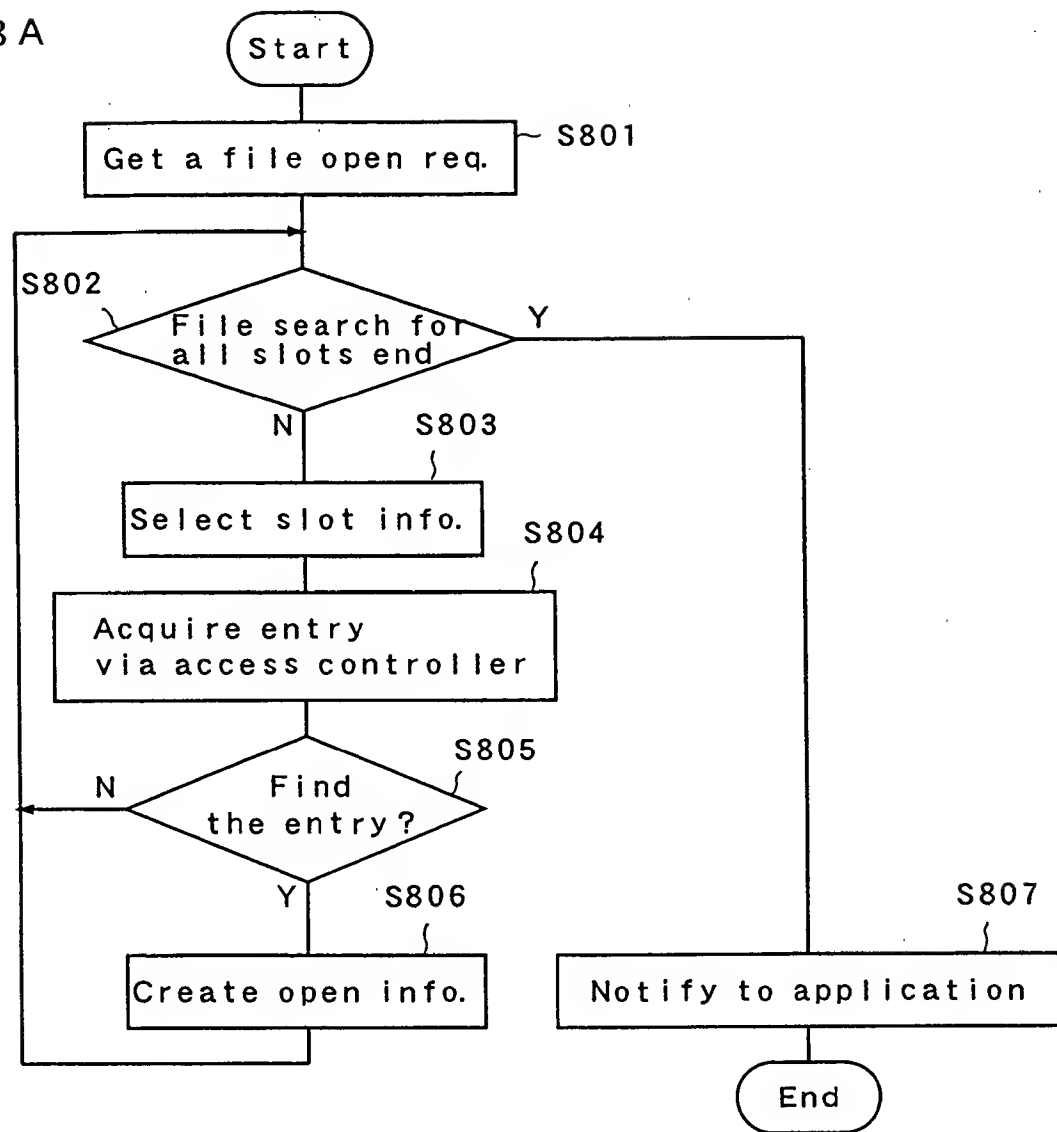 8 A
Start
S801
Get a file open req.
S802
File search for
all slots end
Y
N
S803
Select slot info.
S804
Acquire entry
via access controller
S805
N
Find
the entry?
Y
S806
S807
Create open info.
Notify to application
End